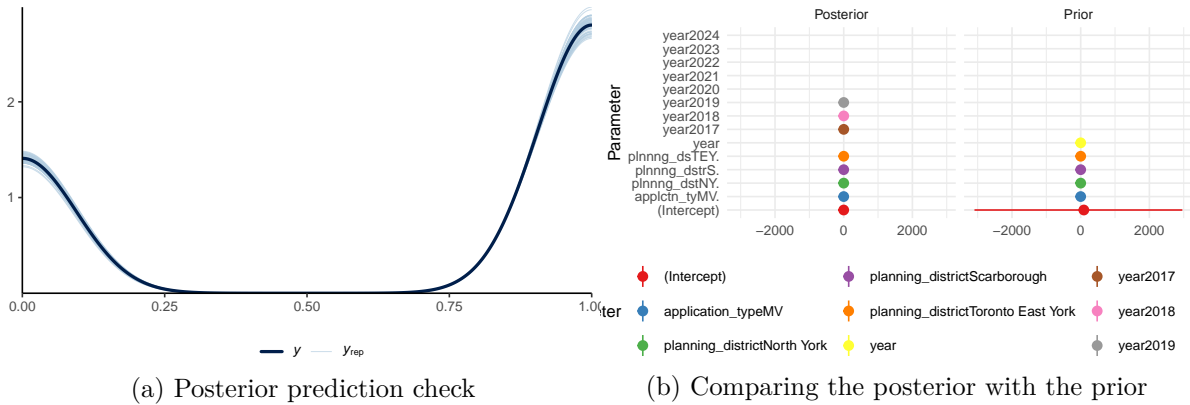 2
1
0.00 0.25 0.50 0.75 1.00
y yrep
(a) Posterior prediction check
Posterior Prior
Parameter
year2024
year2023
year2022
year2021
year2020
year2019
year2018
year2017
year
plnnng_dsTEY.
plnnng_dstrS.
plnnng_dstNY.
applctn_tyMV.
(Intercept)
−2000 0 2000 −2000 0 2000
ter
(Intercept) planning_districtScarborough year2017
application_typeMV planning_districtToronto East York year2018
planning_districtNorth York year year2019
(b) Comparing the posterior with the prior